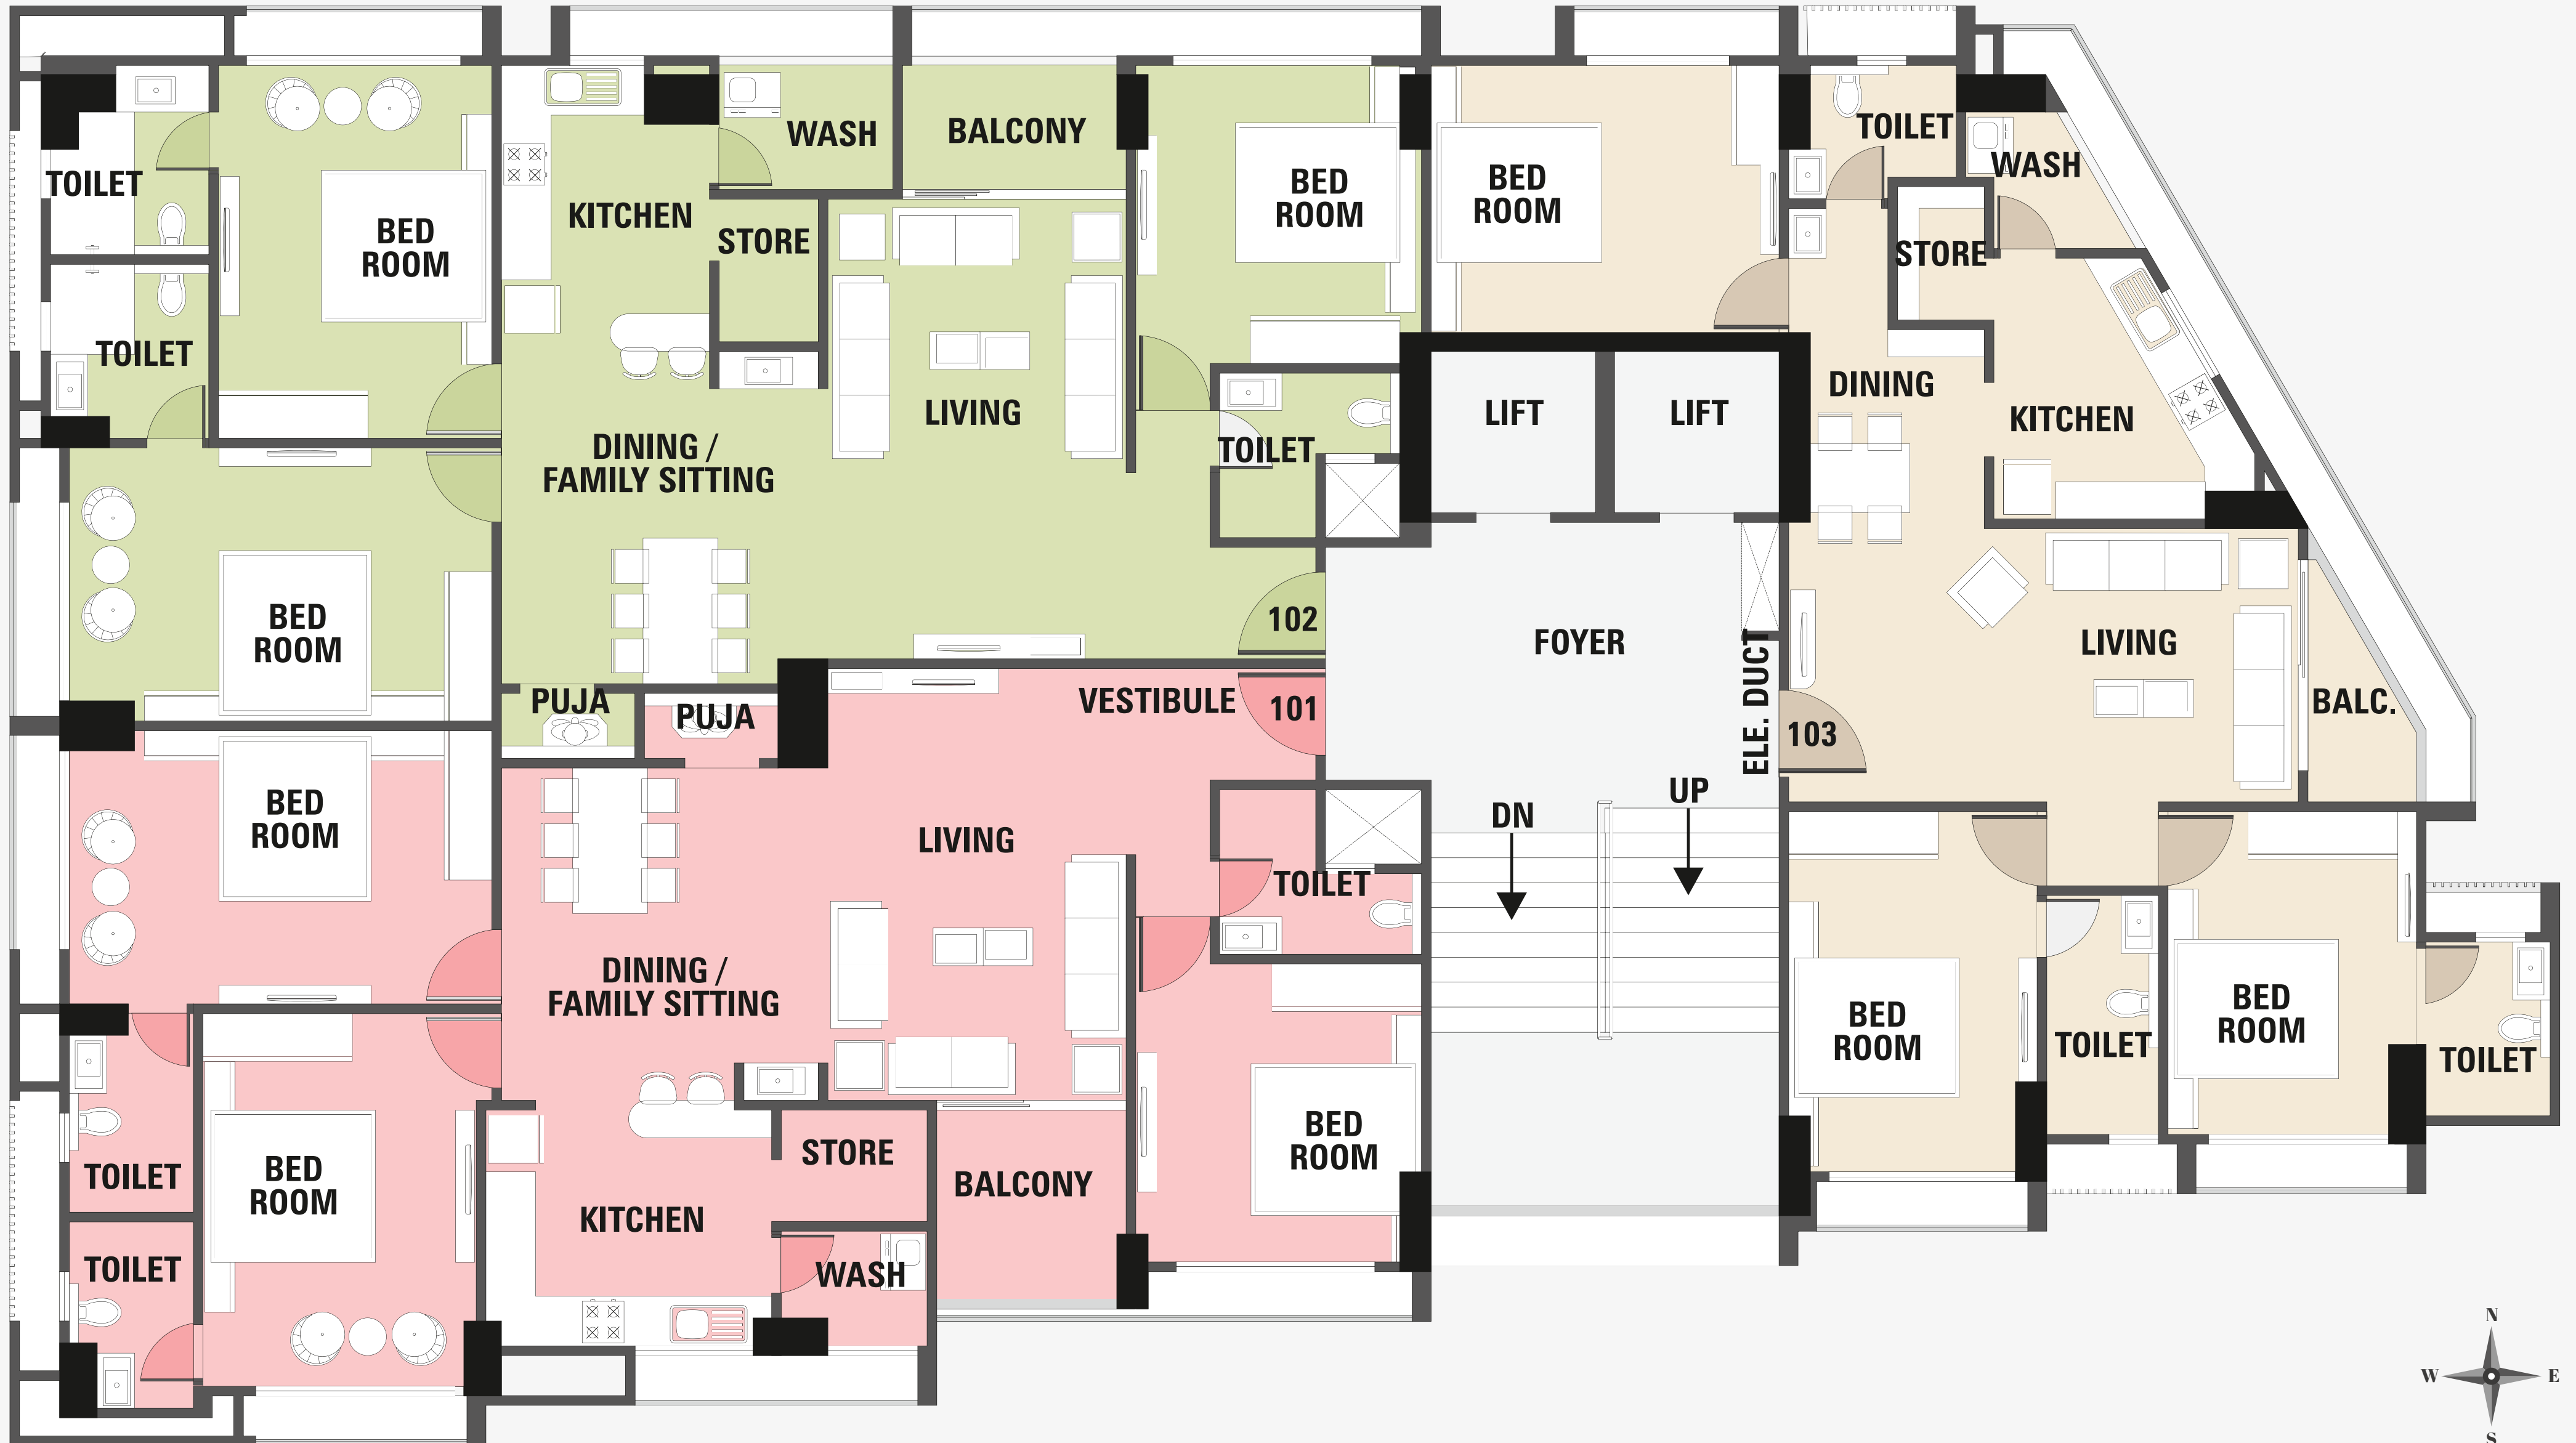 TOILET
BED
ROOM
TOILET
BED
ROOM
KITCHEN
WASH
STORE
BALCONY
LIVING
DINING /
FAMILY SITTING
BED
ROOM
TOILET
102
PUJA
BED
ROOM
TOILET
WASH
STORE
DINING
KITCHEN
LIVING
BALC.
103
LIFT
LIFT
FOYER
ELE. DUCT
DN
UP
BED
ROOM
TOILET
BED
ROOM
TOILET
PUJA
VESTIBULE
101
BED
ROOM
LIVING
TOILET
DINING /
FAMILY SITTING
BED
ROOM
TOILET
TOILET
BED
ROOM
KITCHEN
STORE
WASH
BALCONY
N
W
E
S